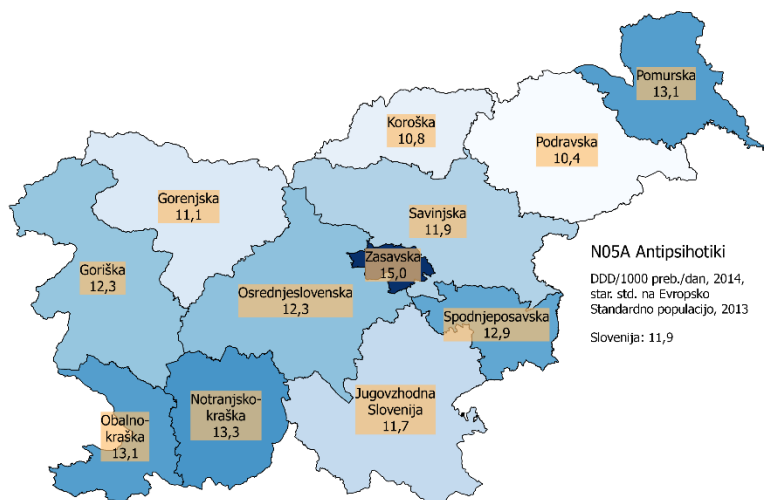 Pomurska
13,1
Koroška
10,8
Podravska
10,4
Gorenjska
11,1
Savinjska
11,9
Goriška
12,3
Zasavska
15,0
Osrednjeslovenska
12,3
Spodnjeposavska
12,9
Notranjsko-
kraška
13,3
Obalno-
kraška
13,1
Jugovzhodna
Slovenija
11,7
N05A Antipsihotiki
DDD/1000 preb./dan, 2014,
star. std. na Evropsko
Standardno populacijo, 2013
Slovenija: 11,9